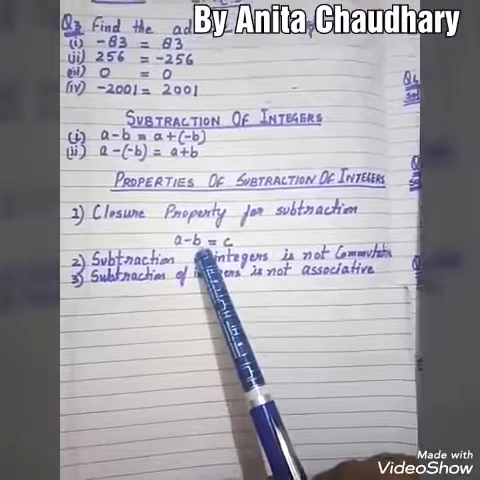 By Anita Chaudhary
Q3 Find the ad
(i) -83 = 83
(ii) 256 = -256
(iii) 0 = 0
(iv) -2001 = 2001
SUBTRACTION OF INTEGERS
(i) a-b = a+(-b)
(ii) a-(-b) = a+b
PROPERTIES OF SUBTRACTION OF INTEGERS
1) Closure Property for subtraction
a-b = c
2) Subtraction integers is not Commutative
3) Subtraction of integers is not associative
Made with
VideoShow